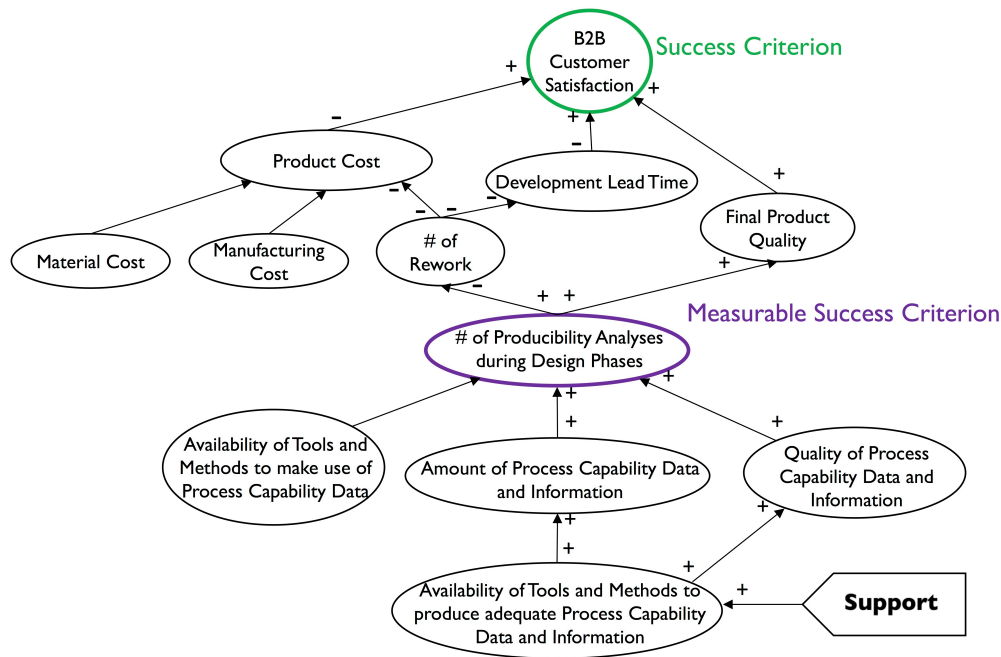 B2B
Customer
Satisfaction
Success Criterion
+
+
–
+
–
Product Cost
Development Lead Time
+
–
–
–
–
Final Product
Quality
Material Cost
Manufacturing
Cost
# of
Rework
–
+
+
+
Measurable Success Criterion
# of Producibility Analyses
during Design Phases
+
+
+
+
Availability of Tools and
Methods to make use of
Process Capability Data
Amount of Process Capability Data
and Information
Quality of Process
Capability Data and
Information
+
+
+
+
Availability of Tools and Methods to
produce adequate Process Capability
Data and Information
+
Support